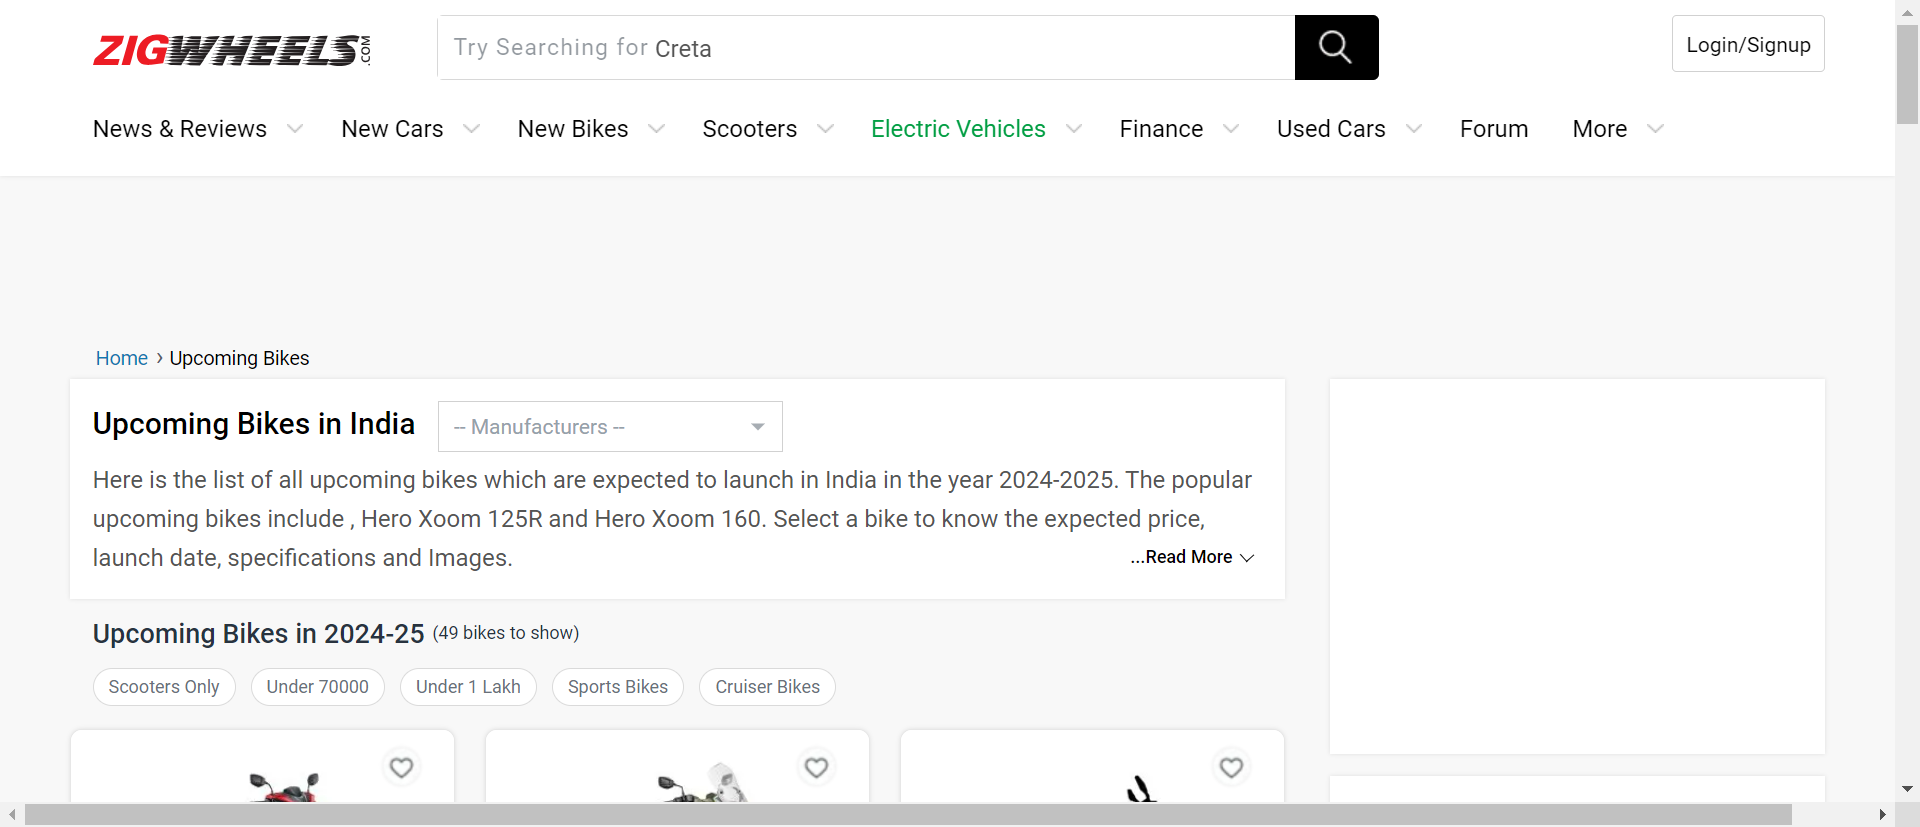 ZIGWHEELS.COM
Try Searching for Creta
Login/Signup
News & Reviews New Cars New Bikes Scooters Electric Vehicles Finance Used Cars Forum More
Home › Upcoming Bikes
Upcoming Bikes in India
-- Manufacturers --
Here is the list of all upcoming bikes which are expected to launch in India in the year 2024-2025. The popular
upcoming bikes include , Hero Xoom 125R and Hero Xoom 160. Select a bike to know the expected price,
launch date, specifications and Images.
...Read More
Upcoming Bikes in 2024-25 (49 bikes to show)
Scooters Only Under 70000 Under 1 Lakh Sports Bikes Cruiser Bikes